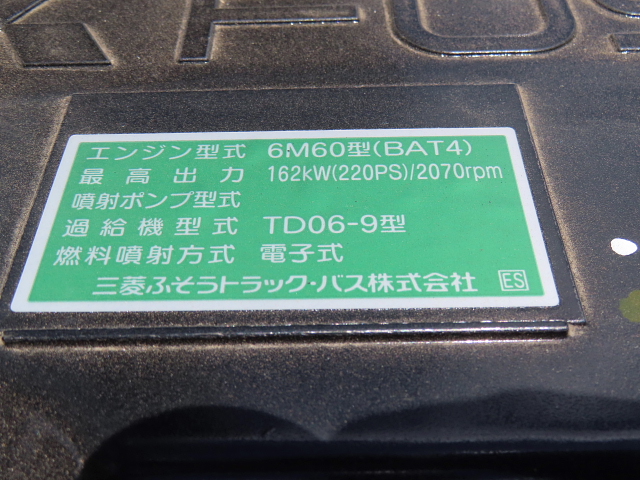 エンジン型式 6M60型(BAT4)
最高出力 162kW(220PS)/2070rpm
噴射ポンプ型式
過給機型式 TD06-9型
燃料噴射方式 電子式
三菱ふそうトラック・バス株式会社 ES